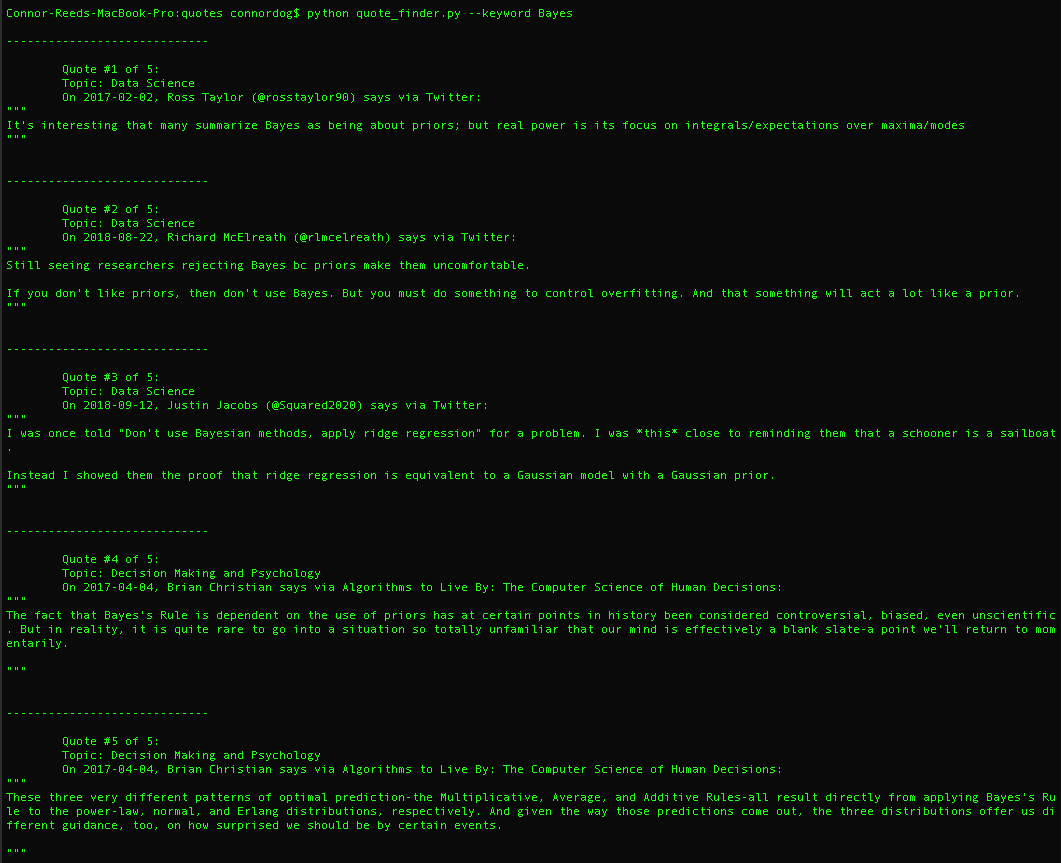 Connor-Reeds-MacBook-Pro:quotes connordog$ python quote_finder.py --keyword Bayes
-----------------------------
Quote #1 of 5:
Topic: Data Science
On 2017-02-02, Ross Taylor (@rosstaylor90) says via Twitter:
"""
It's interesting that many summarize Bayes as being about priors; but real power is its focus on integrals/expectations over maxima/modes
"""
-----------------------------
Quote #2 of 5:
Topic: Data Science
On 2018-08-22, Richard McElreath (@rlmcelreath) says via Twitter:
"""
Still seeing researchers rejecting Bayes bc priors make them uncomfortable.
If you don't like priors, then don't use Bayes. But you must do something to control overfitting. And that something will act a lot like a prior.
"""
-----------------------------
Quote #3 of 5:
Topic: Data Science
On 2018-09-12, Justin Jacobs (@Squared2020) says via Twitter:
"""
I was once told "Don't use Bayesian methods, apply ridge regression" for a problem. I was *this* close to reminding them that a schooner is a sailboat
.
Instead I showed them the proof that ridge regression is equivalent to a Gaussian model with a Gaussian prior.
"""
-----------------------------
Quote #4 of 5:
Topic: Decision Making and Psychology
On 2017-04-04, Brian Christian says via Algorithms to Live By: The Computer Science of Human Decisions:
"""
The fact that Bayes's Rule is dependent on the use of priors has at certain points in history been considered controversial, biased, even unscientific
. But in reality, it is quite rare to go into a situation so totally unfamiliar that our mind is effectively a blank slate-a point we'll return to mom
entarily.
"""
-----------------------------
Quote #5 of 5:
Topic: Decision Making and Psychology
On 2017-04-04, Brian Christian says via Algorithms to Live By: The Computer Science of Human Decisions:
"""
These three very different patterns of optimal prediction-the Multiplicative, Average, and Additive Rules-all result directly from applying Bayes's Ru
le to the power-law, normal, and Erlang distributions, respectively. And given the way those predictions come out, the three distributions offer us di
fferent guidance, too, on how surprised we should be by certain events.
"""